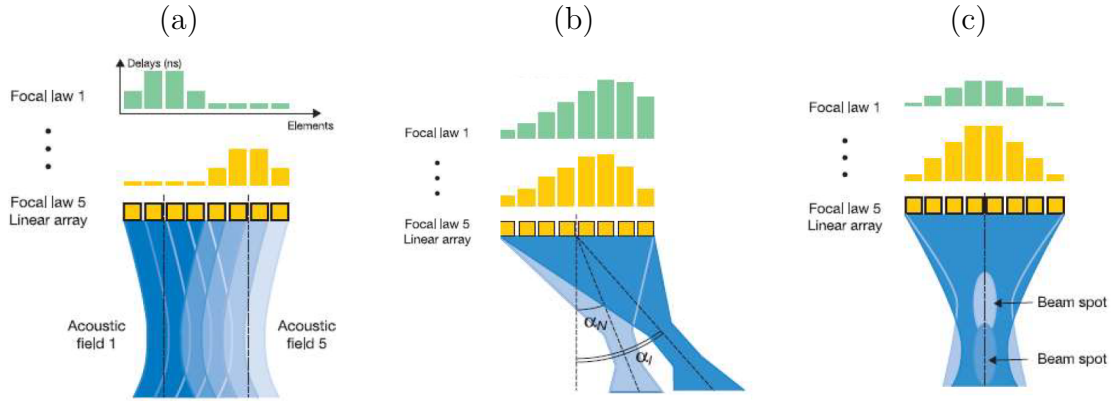 (a)
Delays (ns)
Focal law 1
Elements
Focal law 5
Linear array
Acoustic
field 1
Acoustic
field 5
(b)
Focal law 1
Focal law 5
Linear array
αN
αI
(c)
Focal law 1
Focal law 5
Linear array
Beam spot
Beam spot